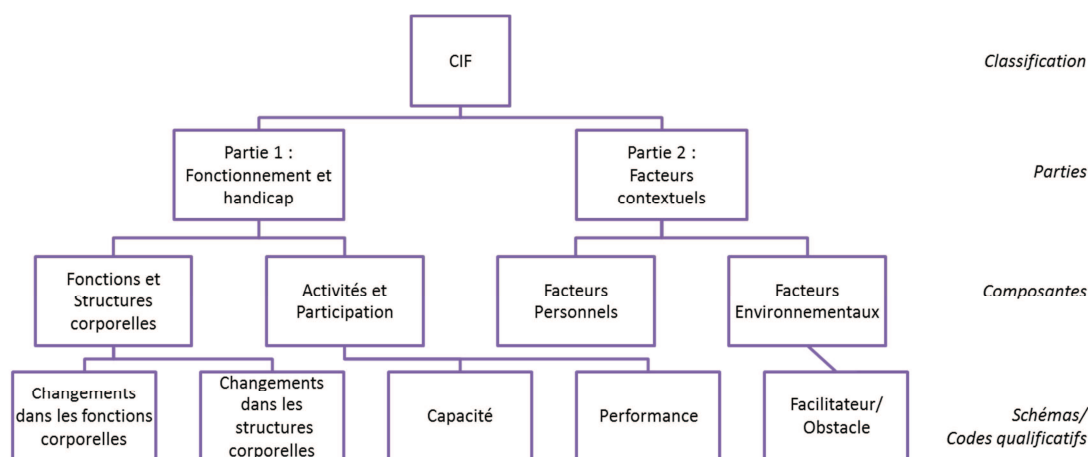 CIF
Classification
Partie 1 :
Fonctionnement et
handicap
Partie 2 :
Facteurs
contextuels
Parties
Fonctions et
Structures
corporelles
Activités et
Participation
Facteurs
Personnels
Facteurs
Environnementaux
Composantes
Changements
dans les fonctions
corporelles
Changements
dans les
structures
corporelles
Capacité
Performance
Facilitateur/
Obstacle
Schémas/
Codes qualificatifs